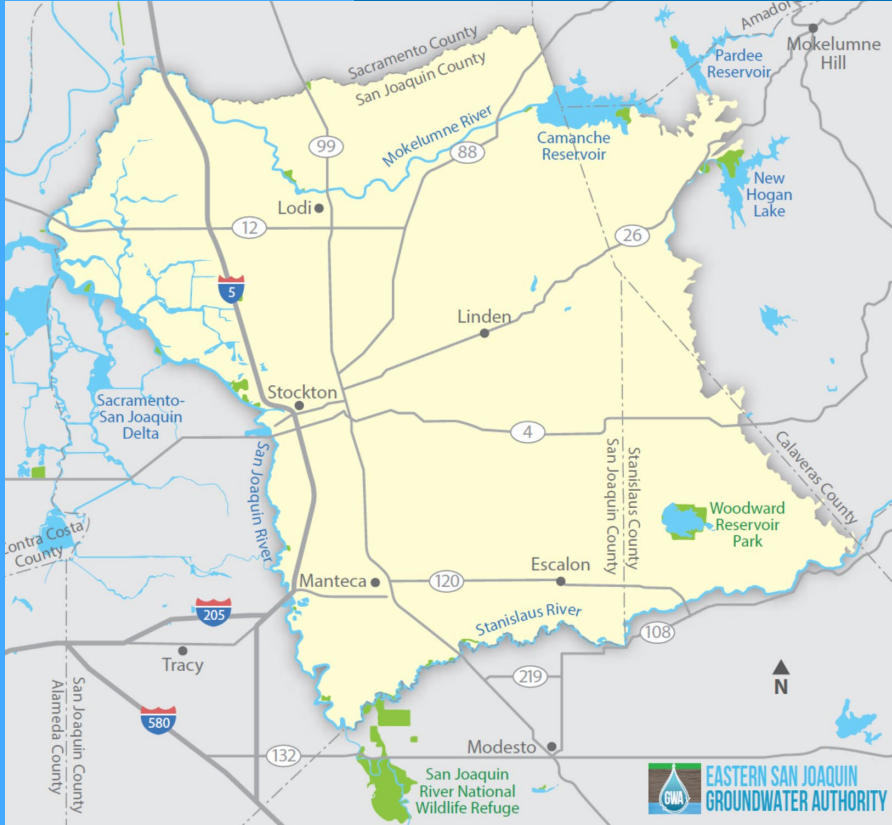 Sacramento County
San Joaquin County
Amador
Mokelumne
Hill
Pardee
Reservoir
99
Mokelumne River
88
Camanche
Reservoir
New
Hogan
Lake
Lodi
12
26
5
Linden
Stockton
Sacramento-
San Joaquin
Delta
4
San Joaquin River
Stanislaus County
San Joaquin County
Calaveras County
Woodward
Reservoir
Park
ontra Costa
County
Manteca
120
Escalon
205
Stanislaus River
108
Tracy
219
N
San Joaquin County
Alameda County
580
132
Modesto
San Joaquin
River National
Wildlife Refuge
GWA
EASTERN SAN JOAQUIN
GROUNDWATER AUTHORITY